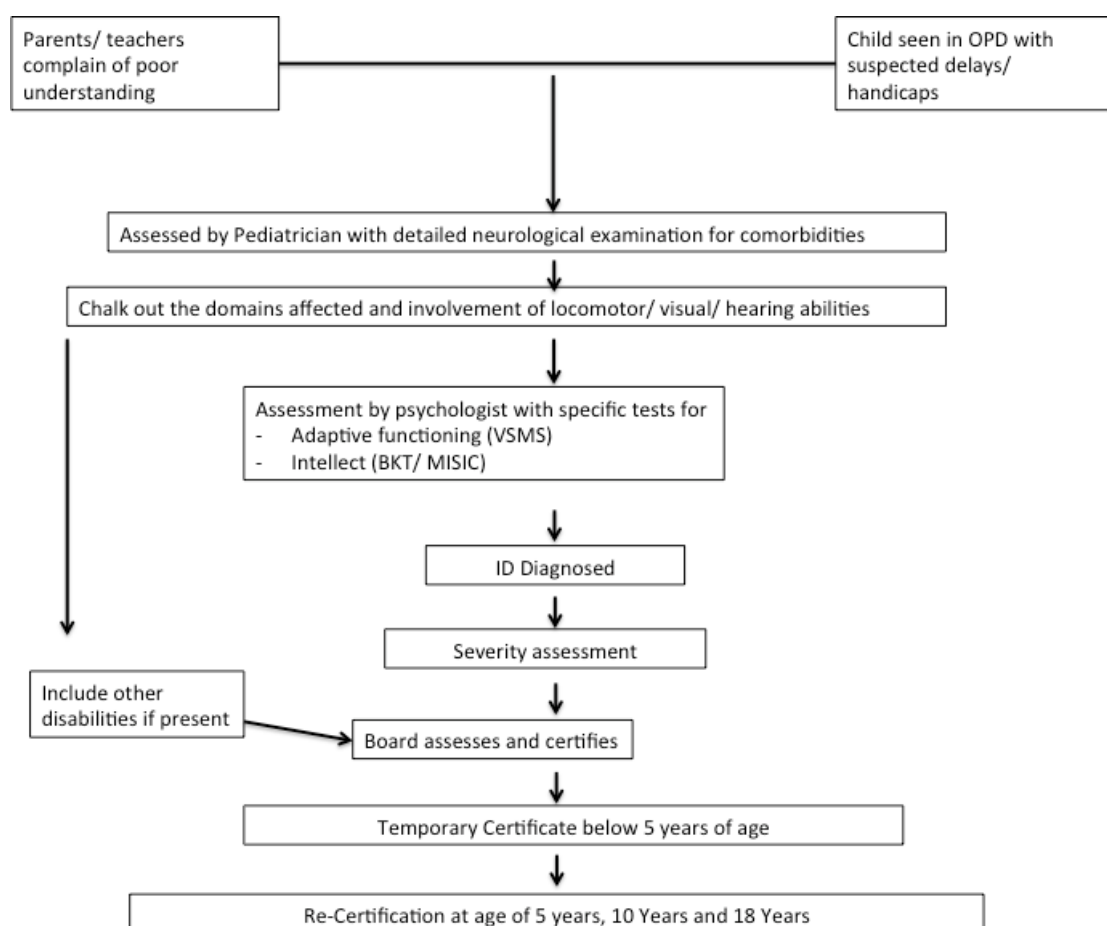 Parents/ teachers
complain of poor
understanding
Child seen in OPD with
suspected delays/
handicaps
Assessed by Pediatrician with detailed neurological examination for comorbidities
Chalk out the domains affected and involvement of locomotor/ visual/ hearing abilities
Assessment by psychologist with specific tests for
- Adaptive functioning (VSMS)
- Intellect (BKT/ MISIC)
ID Diagnosed
Severity assessment
Include other
disabilities if present
Board assesses and certifies
Temporary Certificate below 5 years of age
Re-Certification at age of 5 years, 10 Years and 18 Years